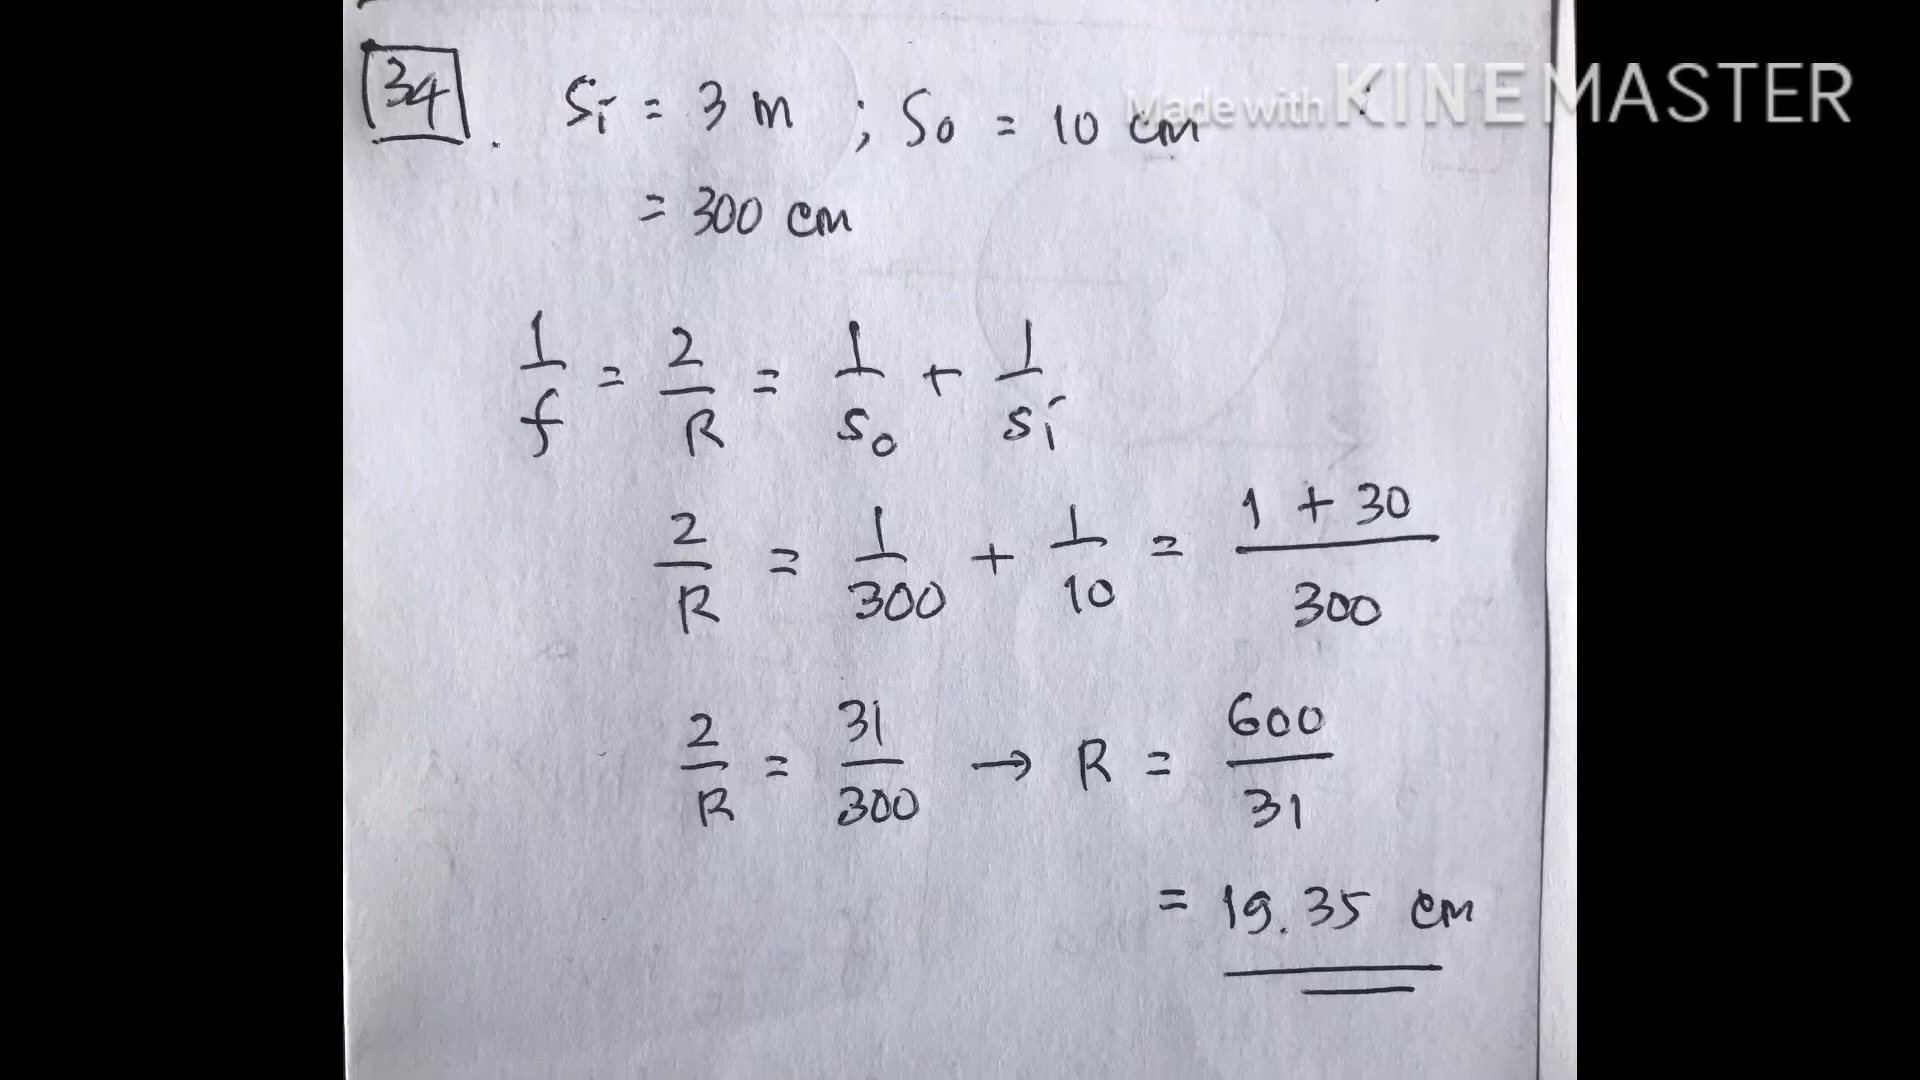 34. Si = 3 m ; So = 10 cm
Made with KINEMASTER
= 300 cm
1/f = 2/R = 1/So + 1/Si
2/R = 1/300 + 1/10 = (1 + 30)/300
2/R = 31/300 → R = 600/31
= 19.35 cm